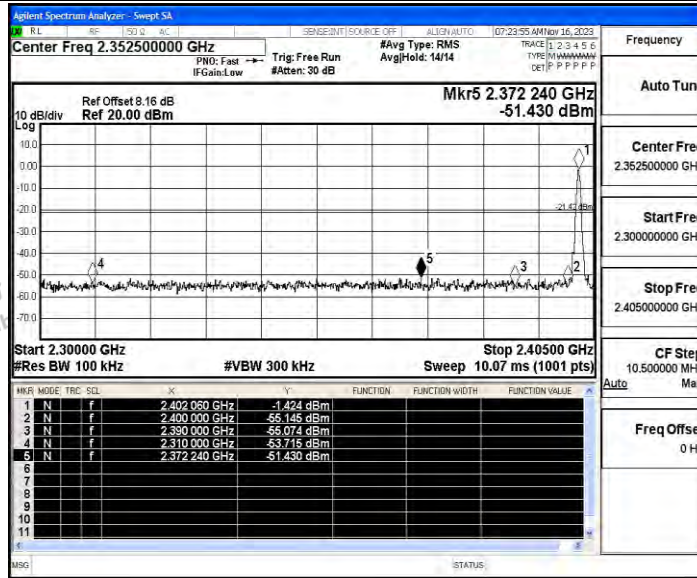 Agilent Spectrum Analyzer - Swept SA
RL RF 50 Ω AC SENSE:INT SOURCE OFF ALIGN AUTO 07:23:55 AM Nov 16, 2023
Center Freq 2.352500000 GHz
PNO: Fast
IFGain:Low
Trig: Free Run
#Atten: 30 dB
#Avg Type: RMS
Avg|Hold: 14/14
TRACE 1 2 3 4 5 6
TYPE M W W W W W
DET P P P P P P
Ref Offset 8.16 dB
Ref 20.00 dBm
10 dB/div
Log
Mkr5 2.372 240 GHz
-51.430 dBm
10.0
0.00
-10.0
-20.0
-30.0
-40.0
-50.0
-60.0
-70.0
1
4
5
3
2
Start 2.30000 GHz
Stop 2.40500 GHz
#Res BW 100 kHz #VBW 300 kHz Sweep 10.07 ms (1001 pts)
MKR MODE TRC SCL X Y FUNCTION FUNCTION WIDTH FUNCTION VALUE
1 N f 2.402 060 GHz -1.424 dBm
2 N f 2.400 000 GHz -55.145 dBm
3 N f 2.390 000 GHz -55.074 dBm
4 N f 2.310 000 GHz -53.715 dBm
5 N f 2.372 240 GHz -51.430 dBm
6
7
8
9
10
11
MSG STATUS
Frequency
Auto Tun
Center Fre
2.352500000 GH
Start Fre
2.300000000 GH
Stop Fre
2.405000000 GH
CF Step
10.500000 MH
Auto Ma
Freq Offse
0 H